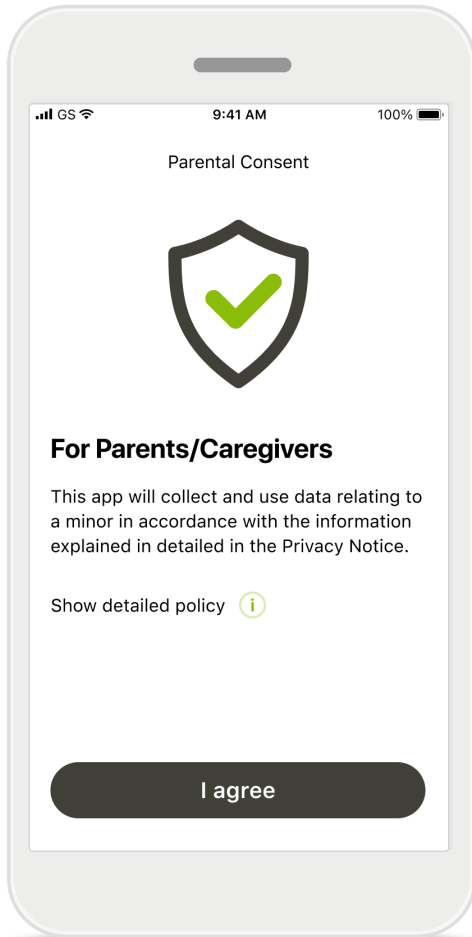 GS 9:41 AM 100%
Parental Consent
For Parents/Caregivers
This app will collect and use data relating to
a minor in accordance with the information
explained in detailed in the Privacy Notice.
Show detailed policy i
I agree